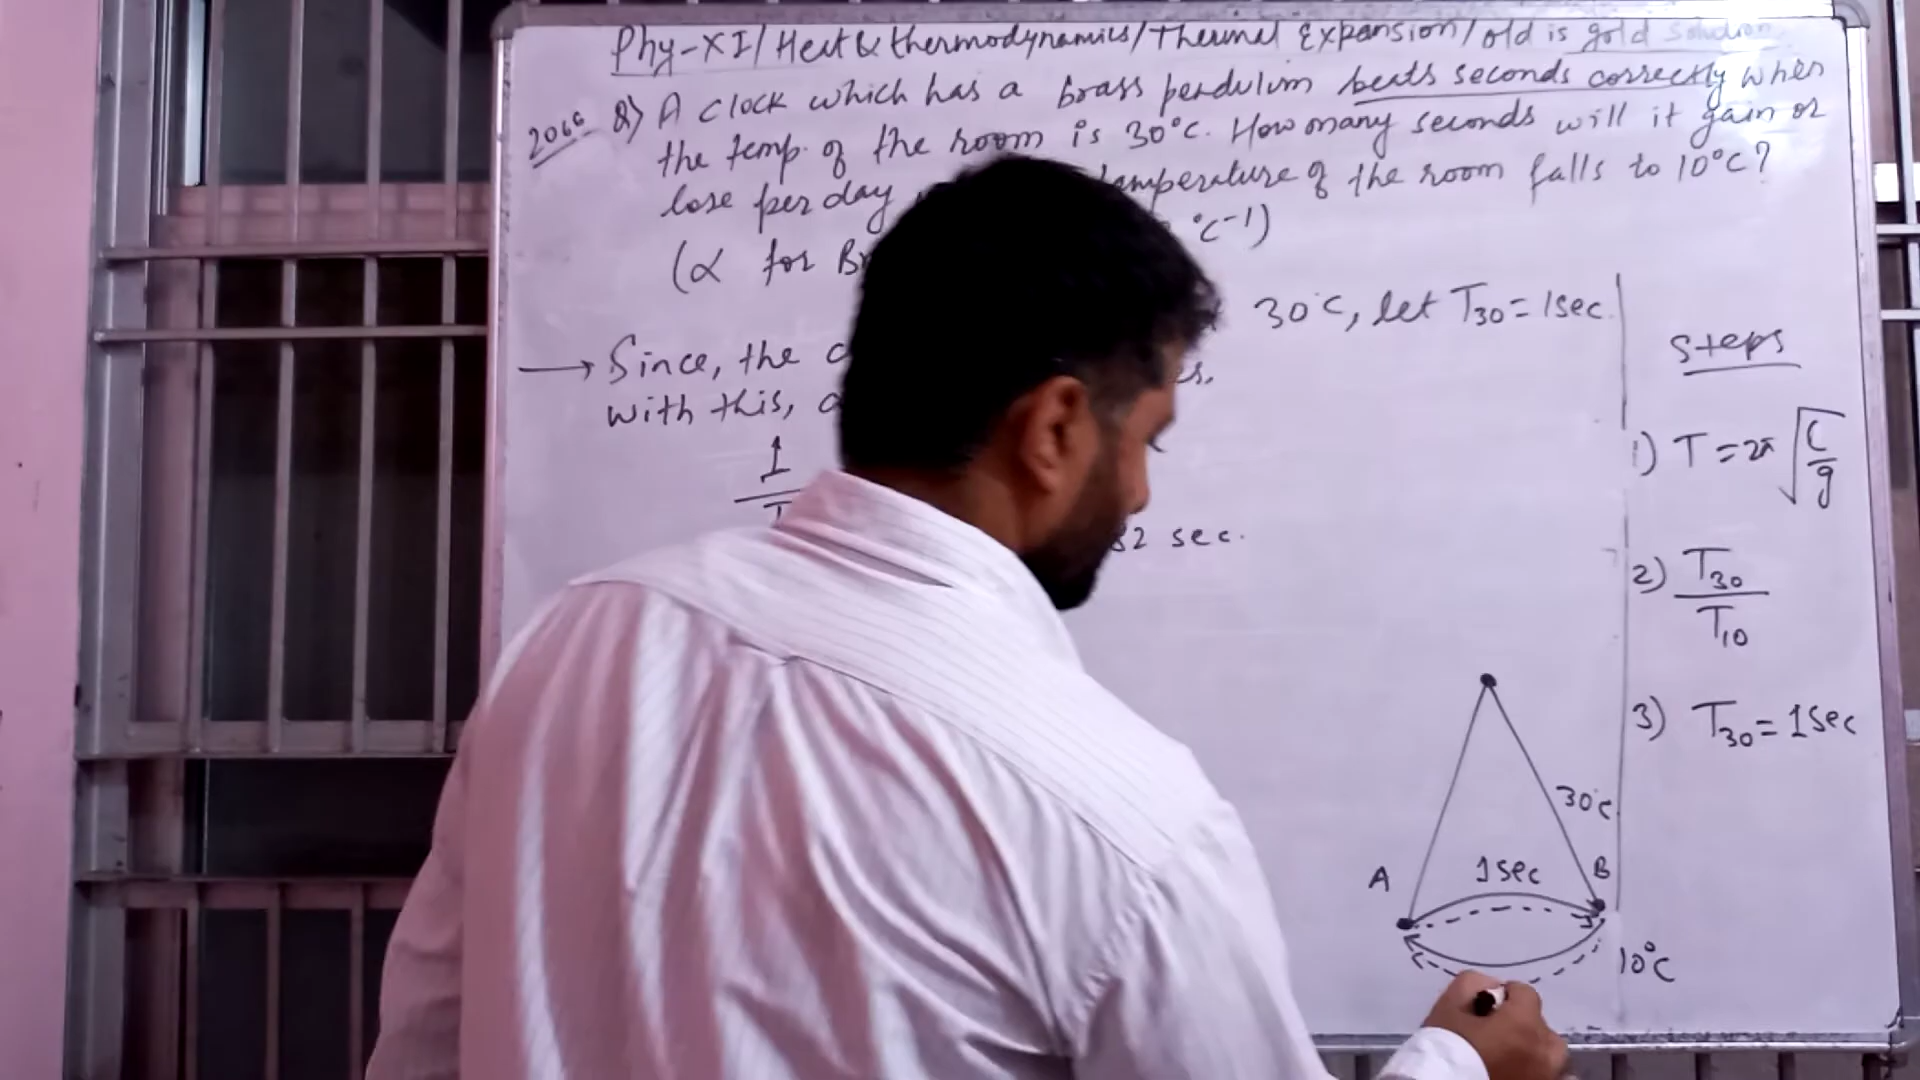 Phy-XI/Heat & thermodynamics/Thermal Expansion/old is gold solution
Q) A clock which has a brass pendulum beats seconds correctly when
the temp. of the room is 30°C. How many seconds will it gain or
lose per day temperature of the room falls to 10°C?
(α for °C-1)
→ Since, the 30°C, let T30 = 1sec.
with this,
1
82 sec.
Steps
1) T = 2π √(l/g)
2) T30/T10
3) T30 = 1sec
30°C
1sec
A B
10°C